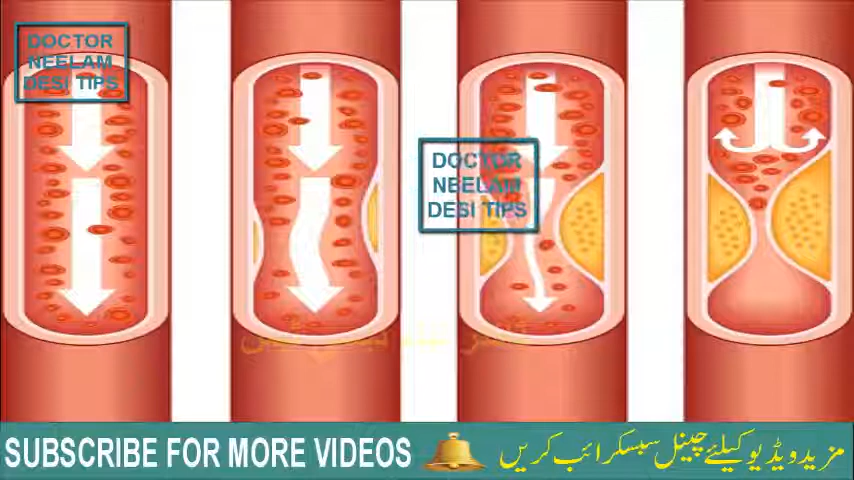 DOCTOR
NEELAM
DESI TIPS
DOCTOR
NEELAM
DESI TIPS
SUBSCRIBE FOR MORE VIDEOS
مزید ویڈیو کیلئے چینل سبسکرائب کریں